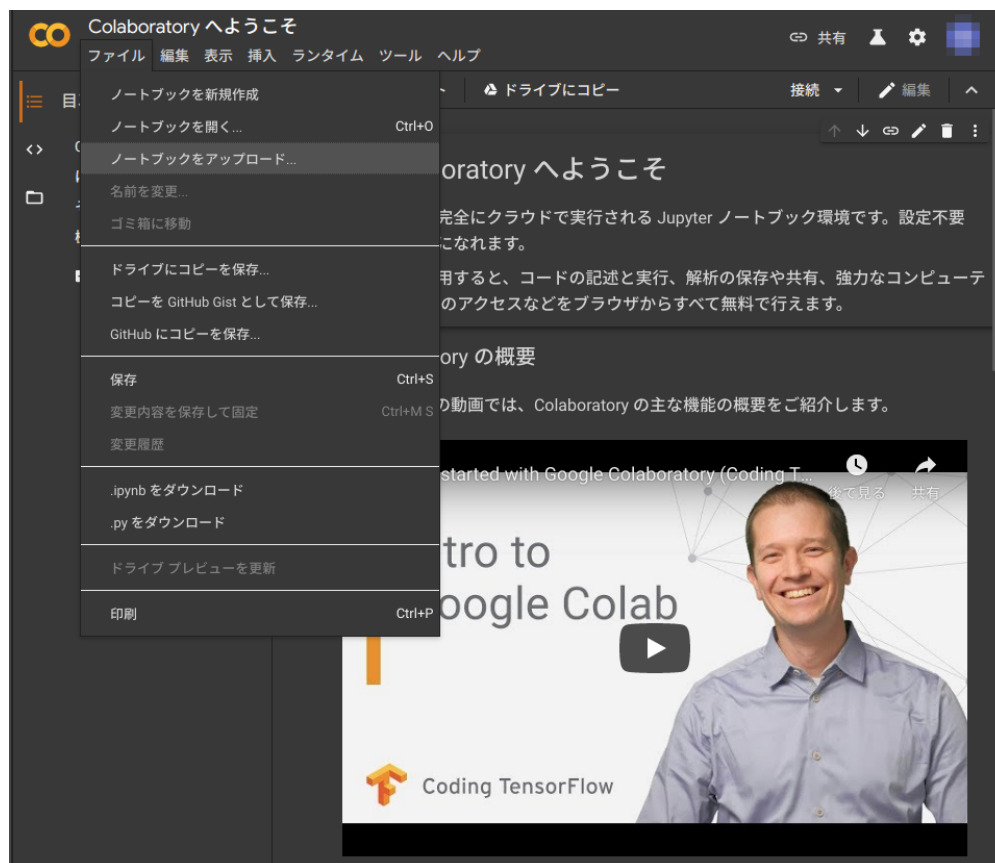 Colaboratory へようこそ
ファイル 編集 表示 挿入 ランタイム ツール ヘルプ
共有
ドライブにコピー
接続
編集
目
ノートブックを新規作成
ノートブックを開く... Ctrl+O
ノートブックをアップロード...
名前を変更...
ゴミ箱に移動
ドライブにコピーを保存...
コピーを GitHub Gist として保存...
GitHub にコピーを保存...
保存 Ctrl+S
変更内容を保存して固定 Ctrl+M S
変更履歴
.ipynb をダウンロード
.py をダウンロード
ドライブ プレビューを更新
印刷 Ctrl+P
oratory へようこそ
完全にクラウドで実行される Jupyter ノートブック環境です。設定不要
になれます。
用すると、コードの記述と実行、解析の保存や共有、強力なコンピューテ
のアクセスなどをブラウザからすべて無料で行えます。
ory の概要
の動画では、Colaboratory の主な機能の概要をご紹介します。
started with Google Colaboratory (Coding T...
後で見る 共有
tro to
oogle Colab
Coding TensorFlow